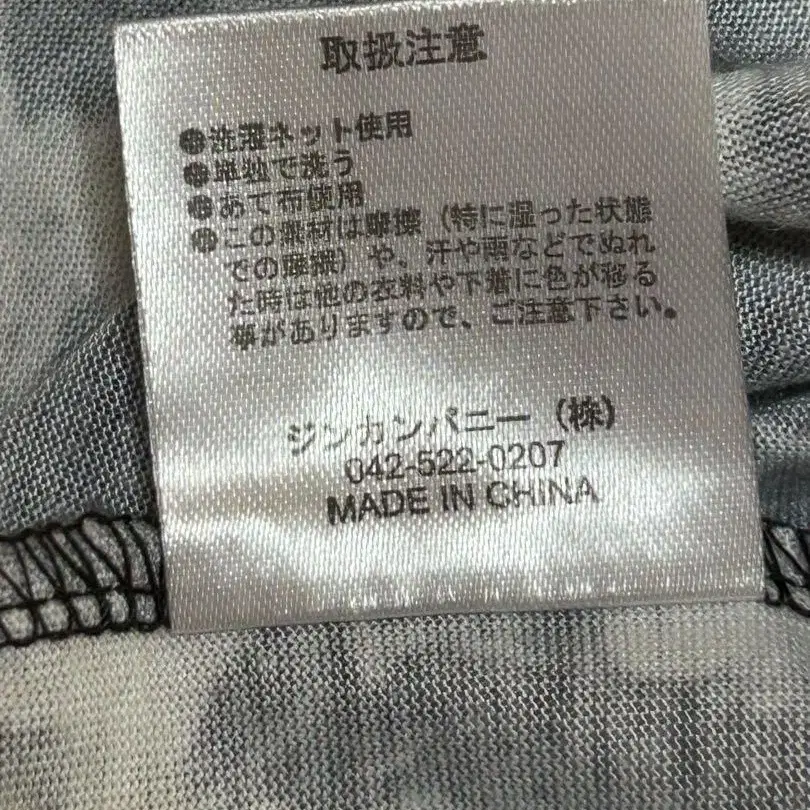 取扱注意
●洗濯ネット使用
●単独で洗う
●あて布使用
●この素材は摩擦(特に湿った状態
での摩擦)や、汗や雨などでぬれ
た時は他の衣料や下着に色が移る
事がありますので、ご注意下さい。
ジンカンパニー(株)
042-522-0207
MADE IN CHINA